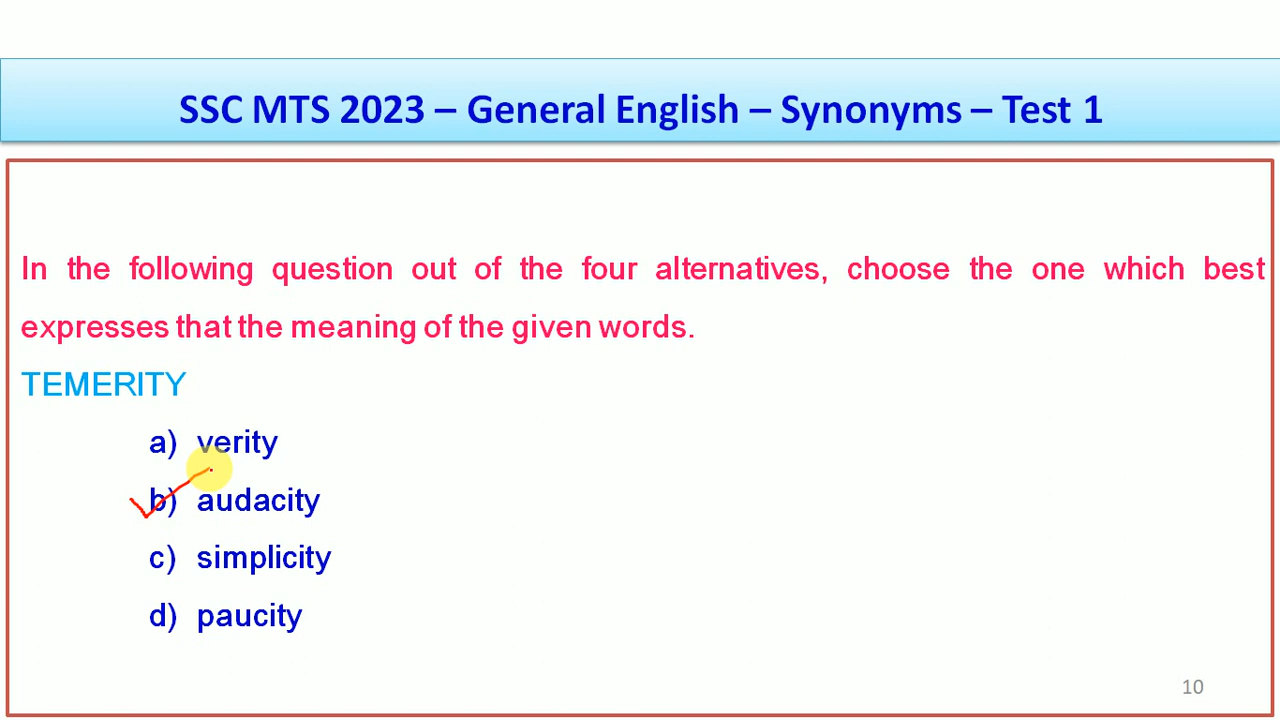 SSC MTS 2023 – General English – Synonyms – Test 1
In the following question out of the four alternatives, choose the one which best
expresses that the meaning of the given words.
TEMERITY
a) verity
b) audacity
c) simplicity
d) paucity
10